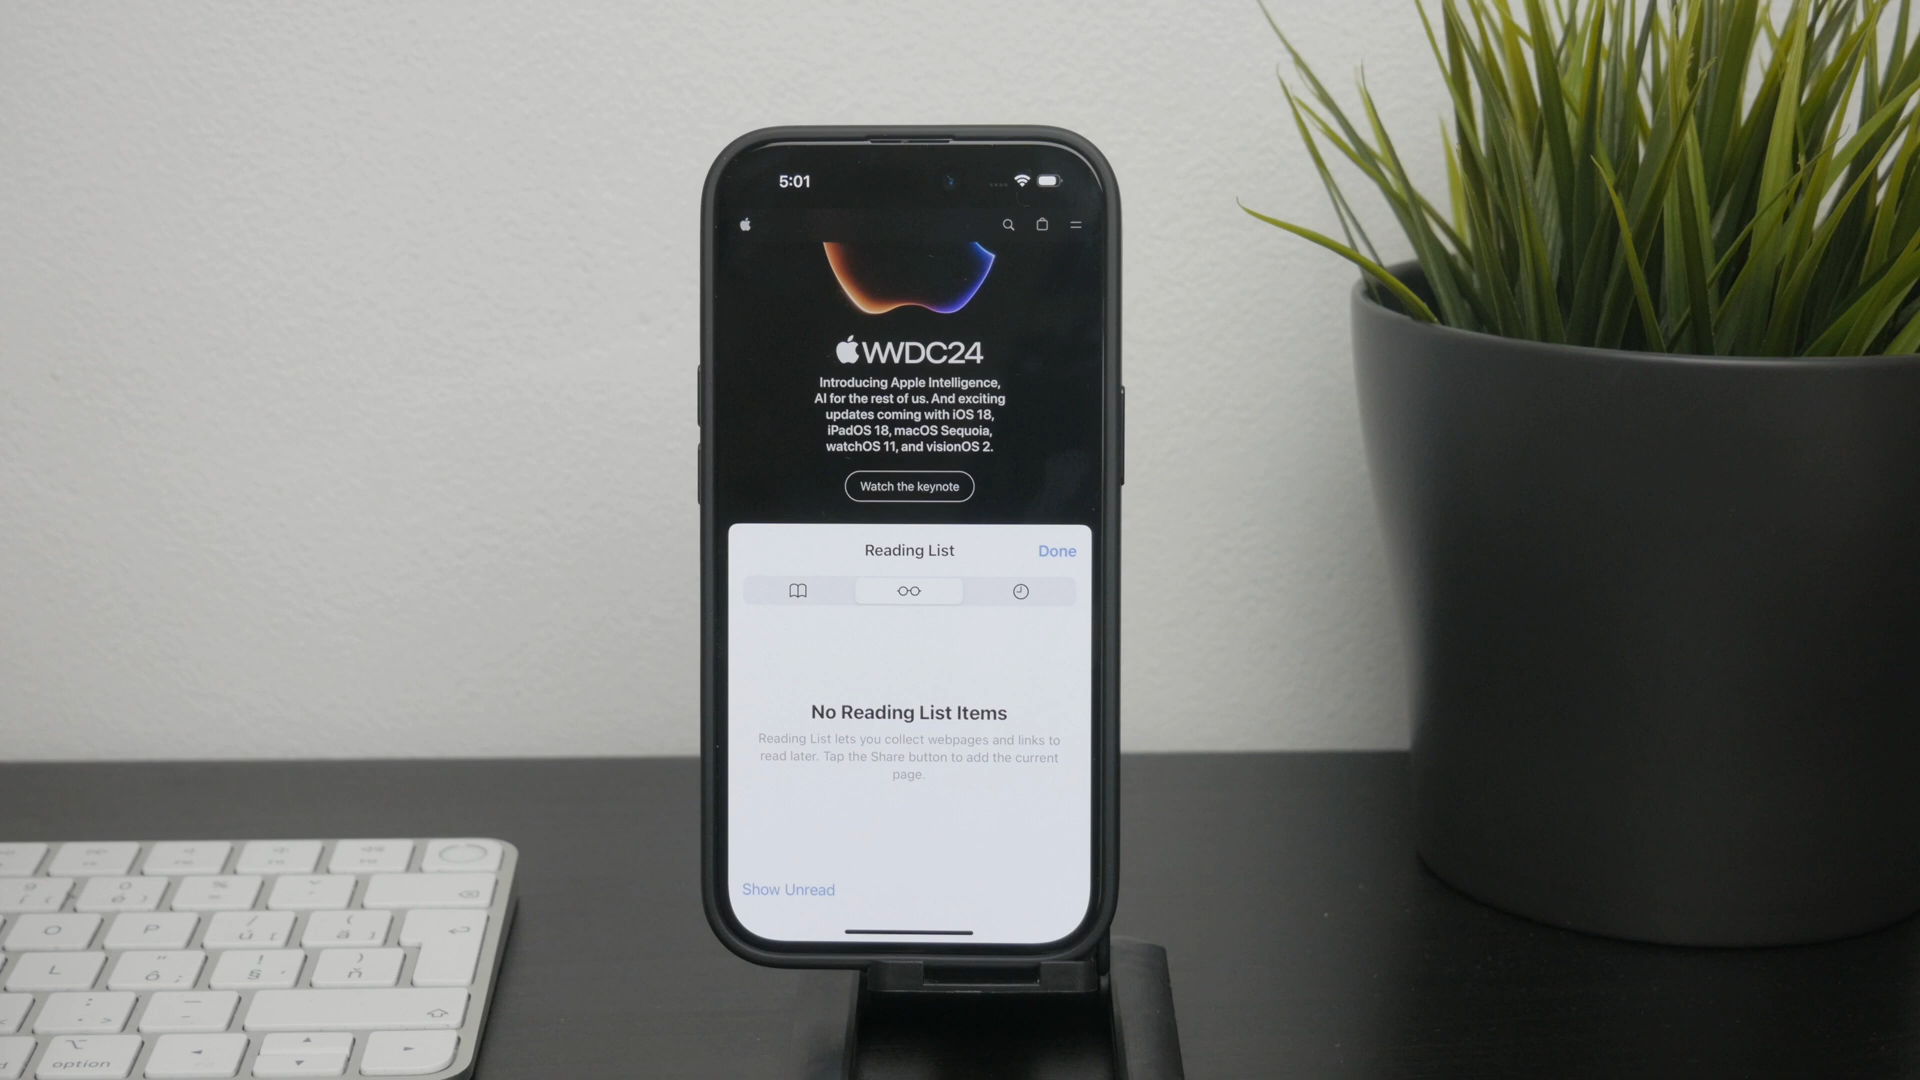 5:01
WWDC24
Introducing Apple Intelligence,
AI for the rest of us. And exciting
updates coming with iOS 18,
iPadOS 18, macOS Sequoia,
watchOS 11, and visionOS 2.
Watch the keynote
Reading List
Done
No Reading List Items
Reading List lets you collect webpages and links to
read later. Tap the Share button to add the current
page.
Show Unread
O P ú ä
L ô § ň
option